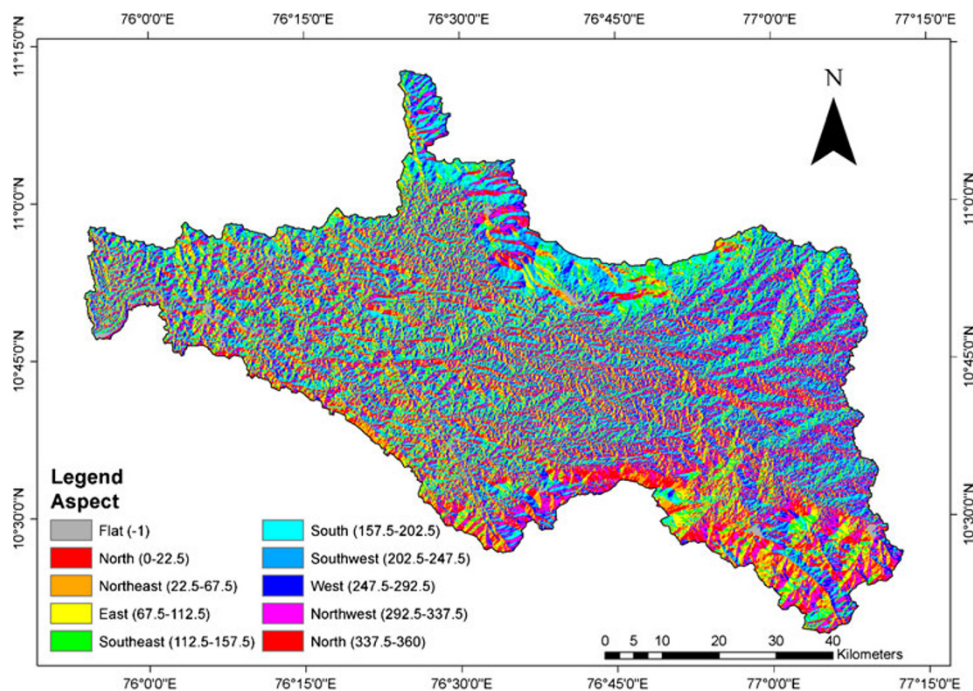 76°0'0"E 76°15'0"E 76°30'0"E 76°45'0"E 77°0'0"E 77°15'0"E
11°15'0"N
11°0'0"N 11°0'0"N
10°45'0"N 10°45'0"N
10°30'0"N 10°30'0"N
N
Legend
Aspect
Flat (-1)
North (0-22.5)
Northeast (22.5-67.5)
East (67.5-112.5)
Southeast (112.5-157.5)
South (157.5-202.5)
Southwest (202.5-247.5)
West (247.5-292.5)
Northwest (292.5-337.5)
North (337.5-360)
0 5 10 20 30 40
Kilometers
76°0'0"E 76°15'0"E 76°30'0"E 76°45'0"E 77°0'0"E 77°15'0"E